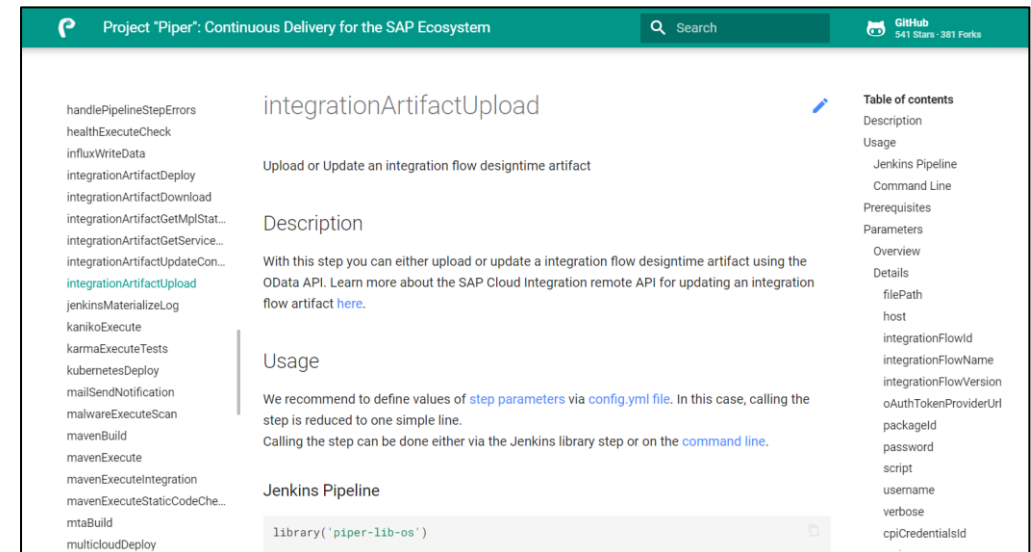 Project "Piper": Continuous Delivery for the SAP Ecosystem
Search
GitHub
541 Stars · 381 Forks
handlePipelineStepErrors
healthExecuteCheck
influxWriteData
integrationArtifactDeploy
integrationArtifactDownload
integrationArtifactGetMplStat...
integrationArtifactGetService...
integrationArtifactUpdateCon...
integrationArtifactUpload
jenkinsMaterializeLog
kanikoExecute
karmaExecuteTests
kubernetesDeploy
mailSendNotification
malwareExecuteScan
mavenBuild
mavenExecute
mavenExecuteIntegration
mavenExecuteStaticCodeChe...
mtaBuild
multicloudDeploy
integrationArtifactUpload
Upload or Update an integration flow designtime artifact
Description
With this step you can either upload or update a integration flow designtime artifact using the
OData API. Learn more about the SAP Cloud Integration remote API for updating an integration
flow artifact here.
Usage
We recommend to define values of step parameters via config.yml file. In this case, calling the
step is reduced to one simple line.
Calling the step can be done either via the Jenkins library step or on the command line.
Jenkins Pipeline
library('piper-lib-os')
Table of contents
Description
Usage
Jenkins Pipeline
Command Line
Prerequisites
Parameters
Overview
Details
filePath
host
integrationFlowId
integrationFlowName
integrationFlowVersion
oAuthTokenProviderUrl
packageId
password
script
username
verbose
cpiCredentialsId